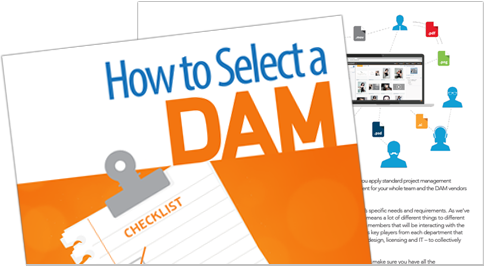 How to Select a
DAM
CHECKLIST
.doc
.pdf
.png
.psd
.ai
you apply standard project management
ent for your whole team and the DAM vendors
s specific needs and requirements. As we've
means a lot of different things to different
members that will be interacting with the
s key players from each department that
design, licensing and IT – to collectively
make sure you have all the